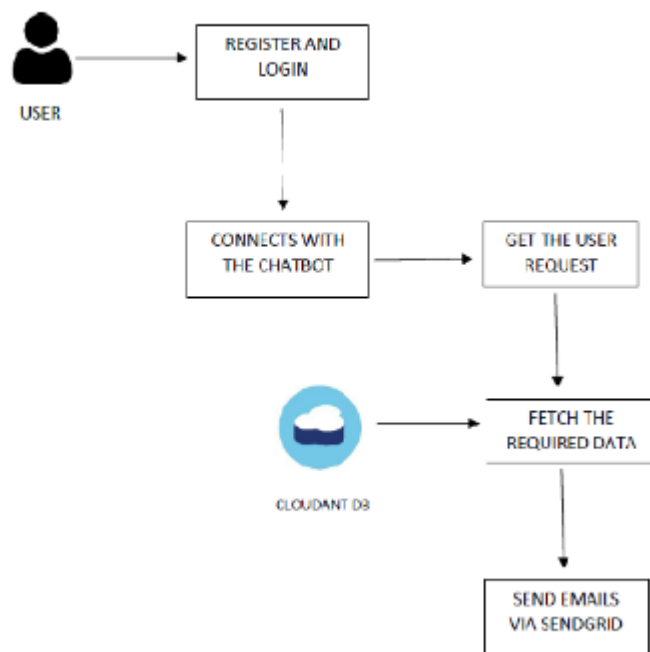 REGISTER AND
LOGIN
USER
CONNECTS WITH
THE CHATBOT
GET THE USER
REQUEST
FETCH THE
REQUIRED DATA
CLOUDANT DB
SEND EMAILS
VIA SENDGRID